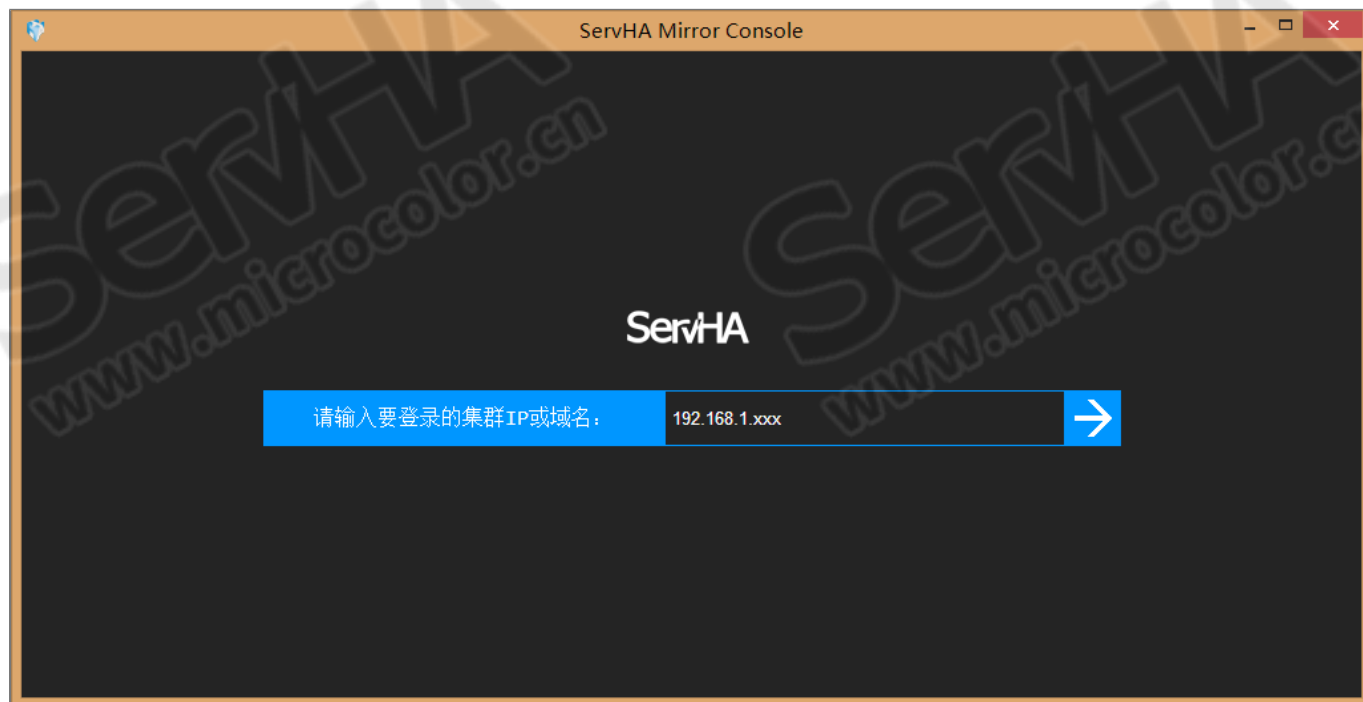 ServHA Mirror Console
ServHA
www.microcolor.cn
ServHA
www.microcolor.c
ServHA
请输入要登录的集群IP或域名：
192.168.1.xxx